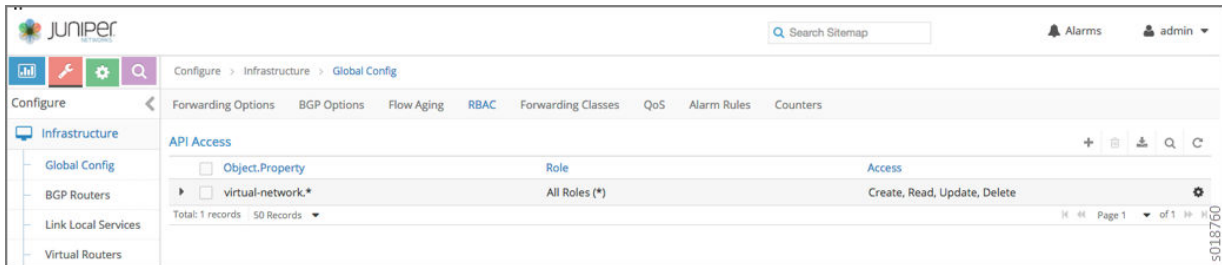 JUNIPER
NETWORKS
Search Sitemap
Alarms
admin
Configure > Infrastructure > Global Config
Configure
Forwarding Options BGP Options Flow Aging RBAC Forwarding Classes QoS Alarm Rules Counters
Infrastructure
API Access
Global Config
Object.Property Role Access
BGP Routers
virtual-network.* All Roles (*) Create, Read, Update, Delete
Total: 1 records 50 Records
Page 1 of 1
Link Local Services
Virtual Routers
s018760